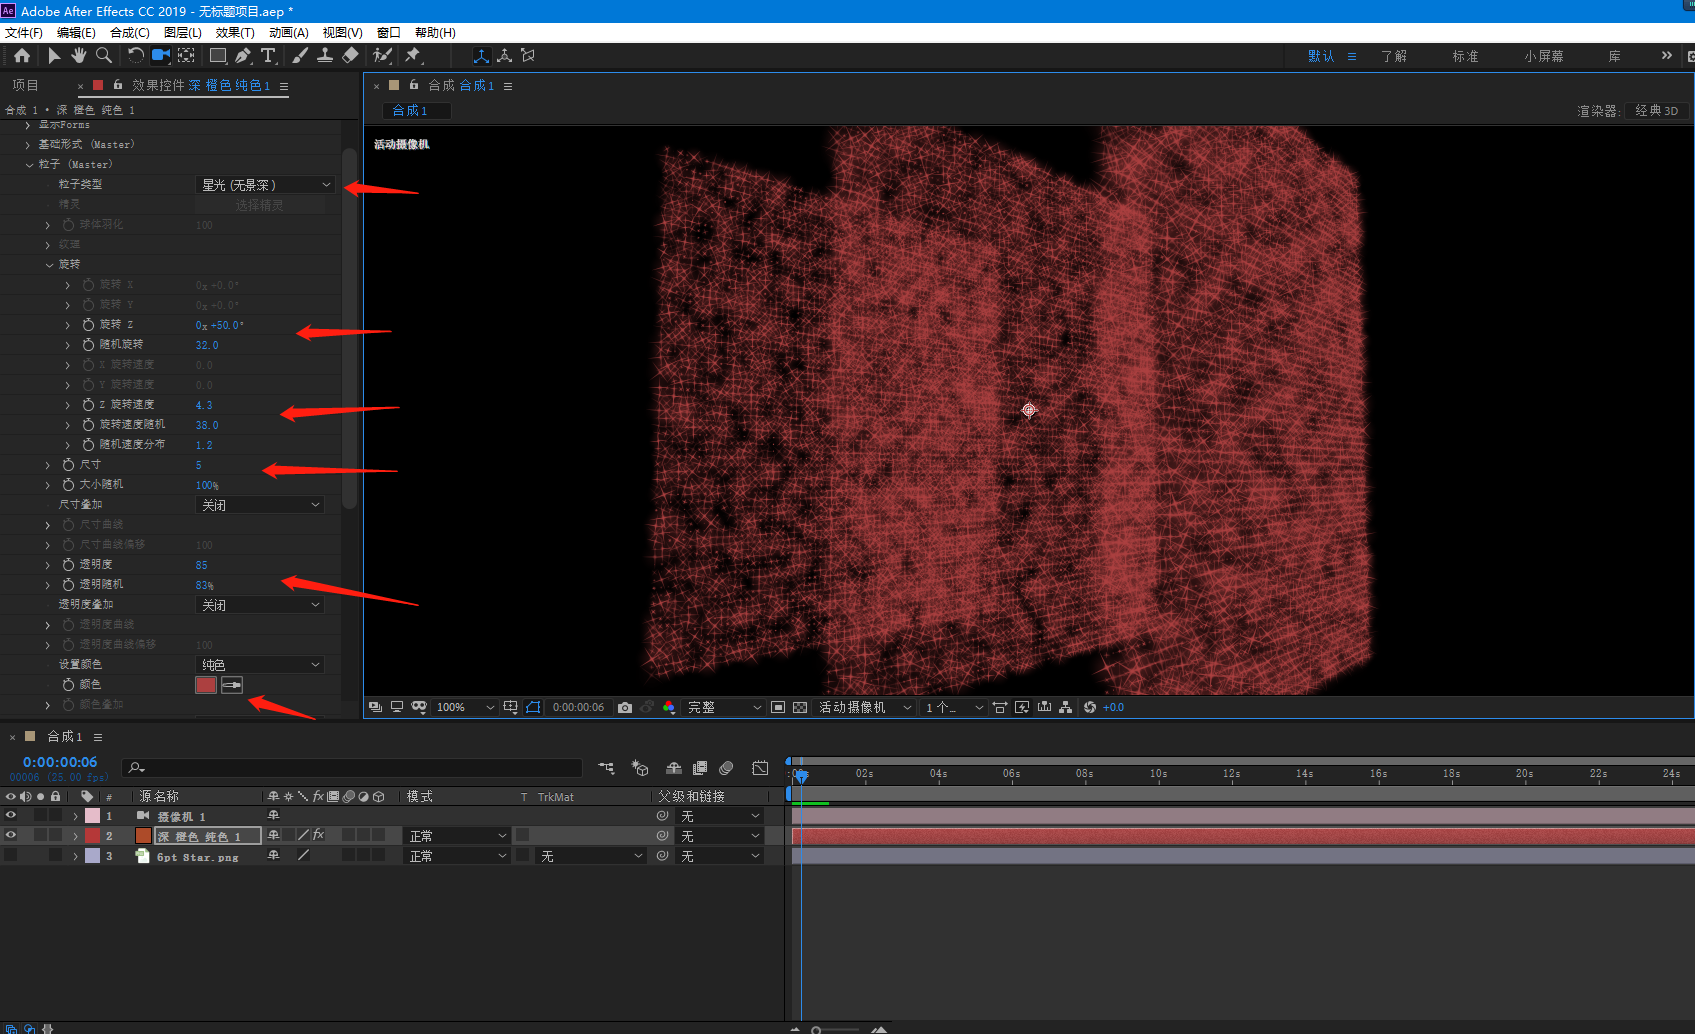 Ae Adobe After Effects CC 2019 - 无标题项目.aep *
文件(F) 编辑(E) 合成(C) 图层(L) 效果(T) 动画(A) 视图(V) 窗口 帮助(H)
默认 了解 标准 小屏幕 库
项目 效果控件 深 橙色 纯色 1
合成 合成 1
合成 1 • 深 橙色 纯色 1
合成 1
渲染器: 经典 3D
活动摄像机
显示Forms
基础形式 (Master)
粒子 (Master)
粒子类型 星光 (无景深)
精灵 选择精灵
球体羽化 100
纹理
旋转
旋转 X 0x +0.0°
旋转 Y 0x +0.0°
旋转 Z 0x +50.0°
随机旋转 32.0
X 旋转速度 0.0
Y 旋转速度 0.0
Z 旋转速度 4.3
旋转速度随机 38.0
随机速度分布 1.2
尺寸 5
大小随机 100%
尺寸叠加 关闭
尺寸曲线
尺寸曲线偏移 100
透明度 85
透明随机 83%
透明度叠加 关闭
透明度曲线
透明度曲线偏移 100
设置颜色 纯色
颜色
颜色叠加
100% 0:00:00:06 完整 活动摄像机 1 个... +0.0
合成 1
0:00:00:06
00006 (25.00 fps)
02s 04s 06s 08s 10s 12s 14s 16s 18s 20s 22s 24s
# 源名称 fx 模式 T TrkMat 父级和链接
1 摄像机 1 无
2 深 橙色 纯色 1 fx 正常 无
3 6pt Star.png 正常 无 无